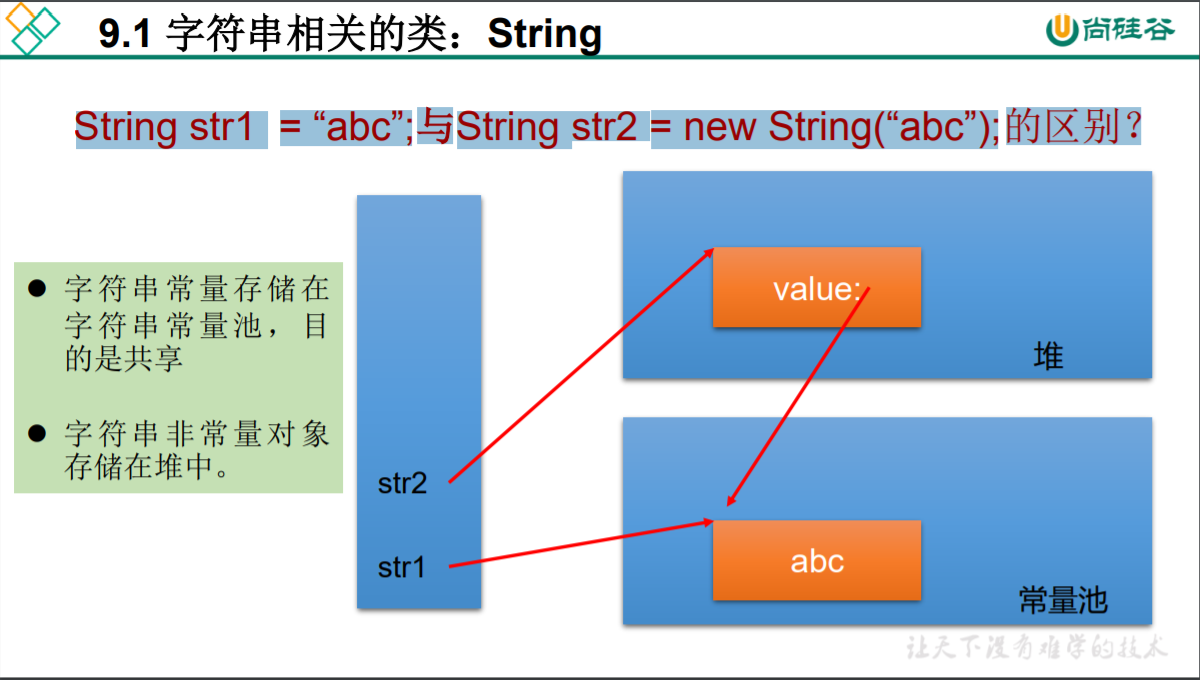 9.1 字符串相关的类：String
尚硅谷
String str1 = “abc”;与String str2 = new String(“abc”);的区别？
字符串常量存储在
字符串常量池，目
的是共享
字符串非常量对象
存储在堆中。
str2
str1
value:
堆
abc
常量池
让天下没有难学的技术